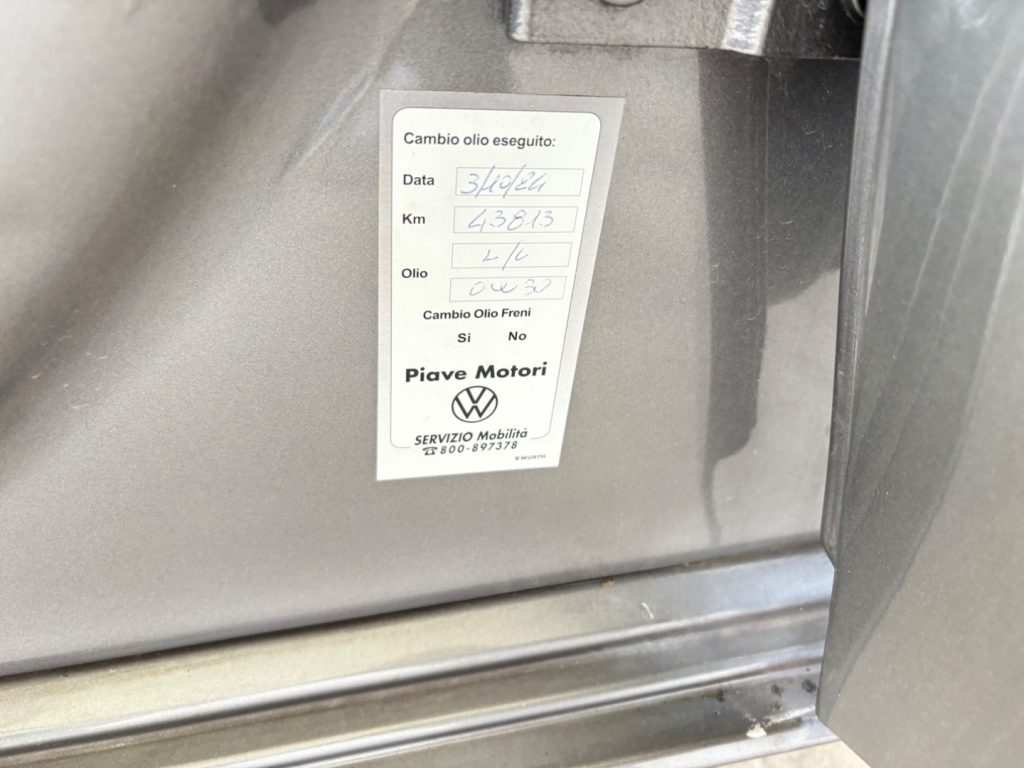 Cambio olio eseguito:
Data 3/10/24
Km 43813
L/L
Olio 0W30
Cambio Olio Freni
Si No
Piave Motori
SERVIZIO Mobilità
☎800-897378
WÜRTH